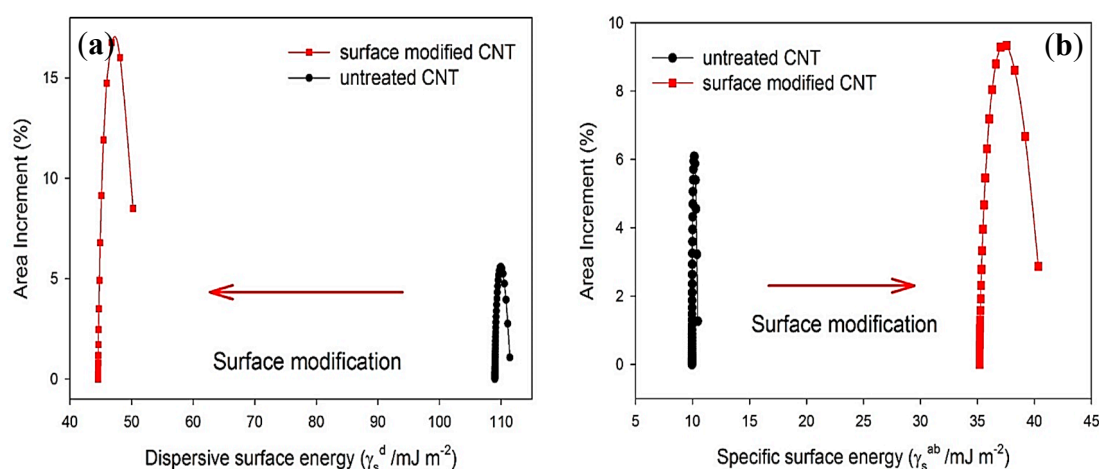 (a)
surface modified CNT
untreated CNT
Area Increment (%)
15
10
5
0
Surface modification
40 50 60 70 80 90 100 110
Dispersive surface energy (γsᵈ /mJ m⁻²)
(b)
untreated CNT
surface modified CNT
Area Increment (%)
10
8
6
4
2
0
Surface modification
5 10 15 20 25 30 35 40 45
Specific surface energy (γsᵃᵇ /mJ m⁻²)